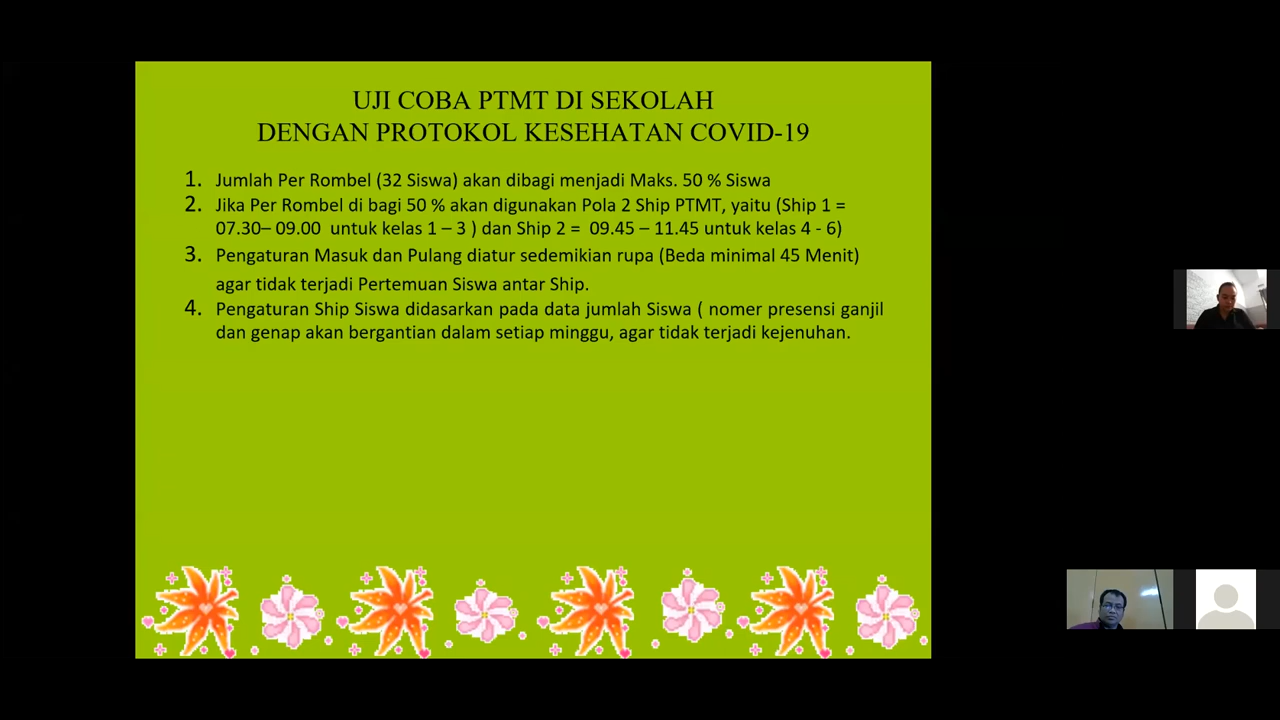 UJI COBA PTMT DI SEKOLAH
DENGAN PROTOKOL KESEHATAN COVID-19
1. Jumlah Per Rombel (32 Siswa) akan dibagi menjadi Maks. 50 % Siswa
2. Jika Per Rombel di bagi 50 % akan digunakan Pola 2 Ship PTMT, yaitu (Ship 1 =
07.30– 09.00 untuk kelas 1 – 3 ) dan Ship 2 = 09.45 – 11.45 untuk kelas 4 - 6)
3. Pengaturan Masuk dan Pulang diatur sedemikian rupa (Beda minimal 45 Menit)
agar tidak terjadi Pertemuan Siswa antar Ship.
4. Pengaturan Ship Siswa didasarkan pada data jumlah Siswa ( nomer presensi ganjil
dan genap akan bergantian dalam setiap minggu, agar tidak terjadi kejenuhan.